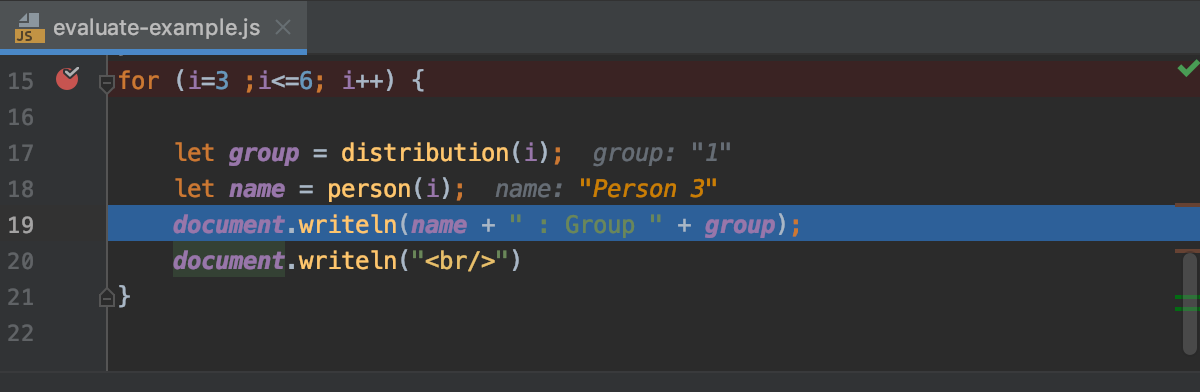 JS evaluate-example.js
15 for (i=3 ;i<=6; i++) {
16
17 let group = distribution(i); group: "1"
18 let name = person(i); name: "Person 3"
19 document.writeln(name + " : Group " + group);
20 document.writeln("<br/>")
21 }
22